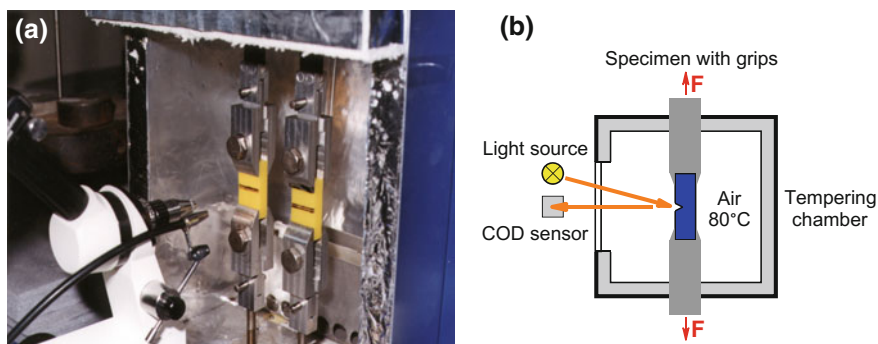 (a)
(b)
Specimen with grips
F
Light source
COD sensor
Air
80°C
Tempering
chamber
F